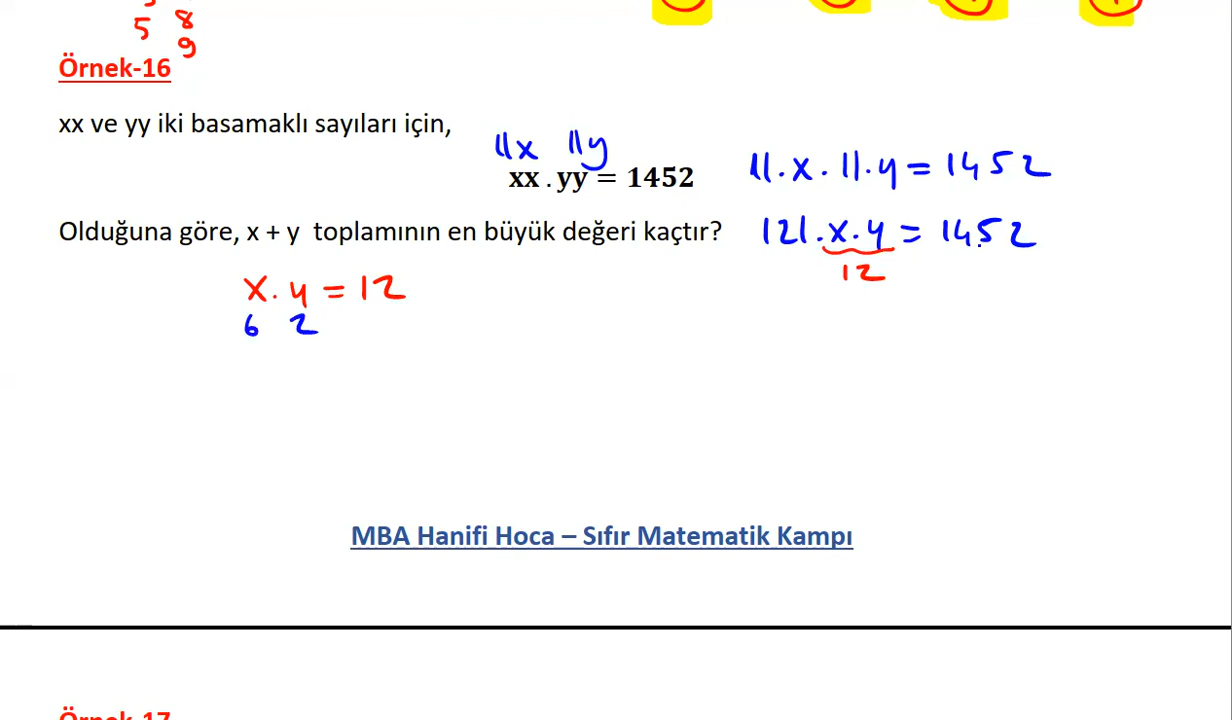 5 8
9
Örnek-16
xx ve yy iki basamaklı sayıları için,
11x 11y
xx . yy = 1452
11.x.11.y = 1452
Olduğuna göre, x + y toplamının en büyük değeri kaçtır?
121.x.y = 1452
12
x.y = 12
6 2
MBA Hanifi Hoca – Sıfır Matematik Kampı
Örnek-17